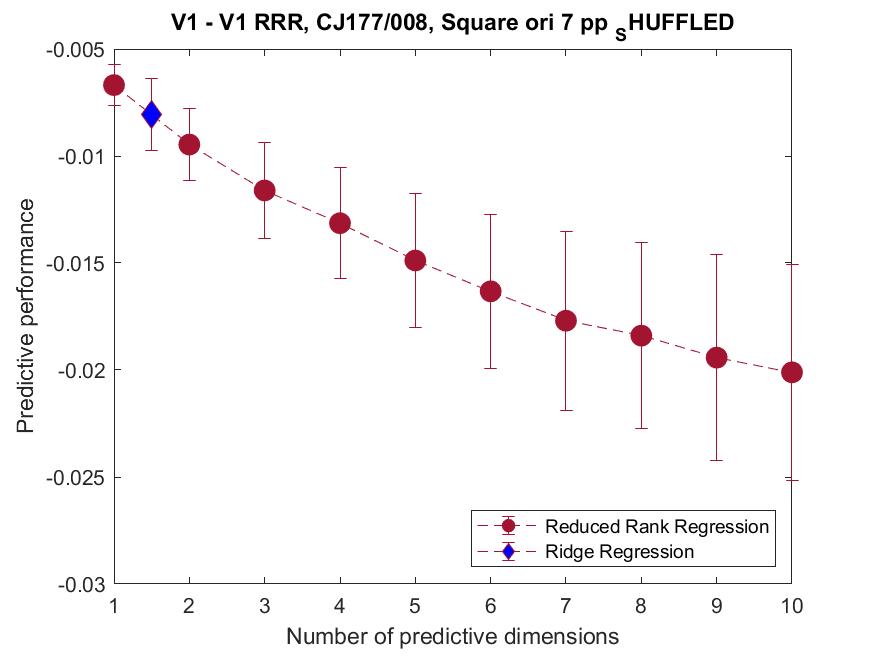 V1 - V1 RRR, CJ177/008, Square ori 7 pp SHUFFLED
-0.005
-0.01
-0.015
-0.02
-0.025
-0.03
Predictive performance
Reduced Rank Regression
Ridge Regression
1 2 3 4 5 6 7 8 9 10
Number of predictive dimensions